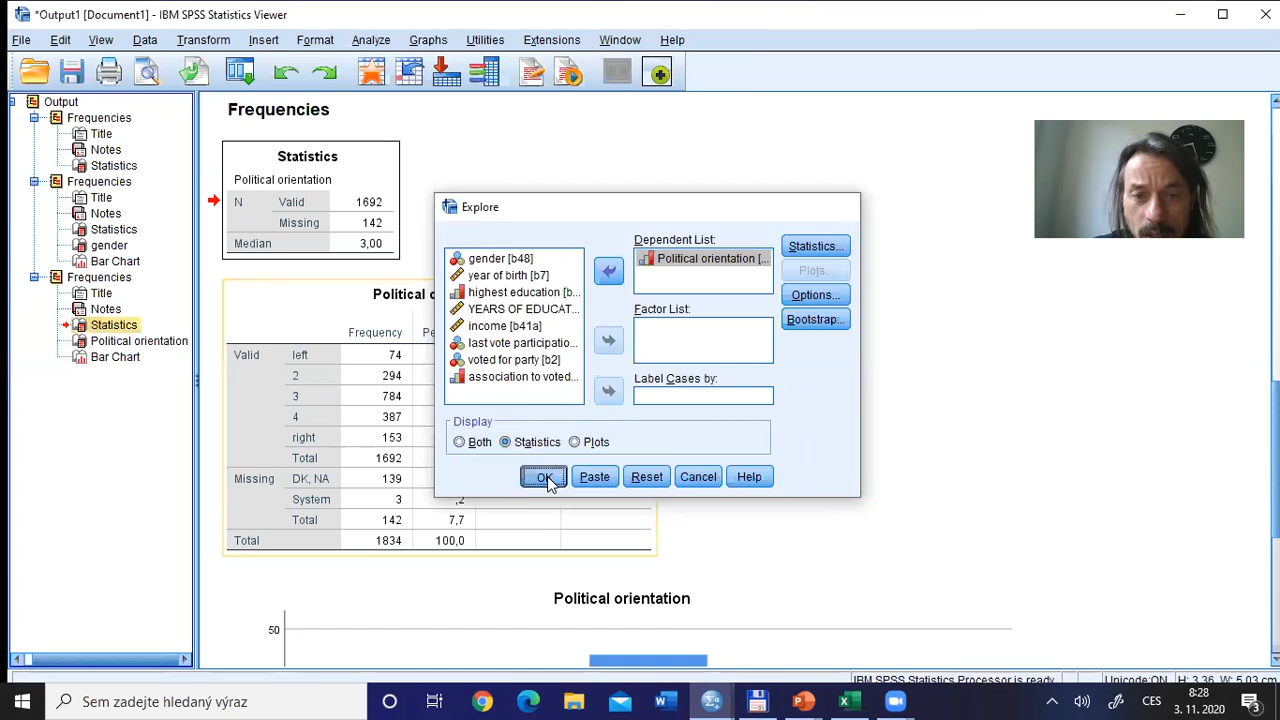 *Output1 [Document1] - IBM SPSS Statistics Viewer
File Edit View Data Transform Insert Format Analyze Graphs Utilities Extensions Window Help
Output
Frequencies
Title
Notes
Statistics
Frequencies
Title
Notes
Statistics
gender
Bar Chart
Frequencies
Title
Notes
Statistics
Political orientation
Bar Chart
Frequencies
Statistics
Political orientation
N Valid 1692
Missing 142
Median 3,00
Political o
Frequency Pe
Valid left 74
2 294
3 784
4 387
right 153
Total 1692
Missing DK, NA 139
System 3 ,2
Total 142 7,7
Total 1834 100,0
Political orientation
50
Explore
gender [b48]
year of birth [b7]
highest education [b...
YEARS OF EDUCAT...
income [b41a]
last vote participatio...
voted for party [b2]
association to voted...
Dependent List:
Political orientation [...
Factor List:
Label Cases by:
Statistics...
Plots...
Options...
Bootstrap...
Display
Both Statistics Plots
OK Paste Reset Cancel Help
IBM SPSS Statistics Processor is ready
Unicode:ON
H: 3.36, W: 5.03 cm
Sem zadejte hledaný výraz
CES
8:28
3. 11. 2020
3